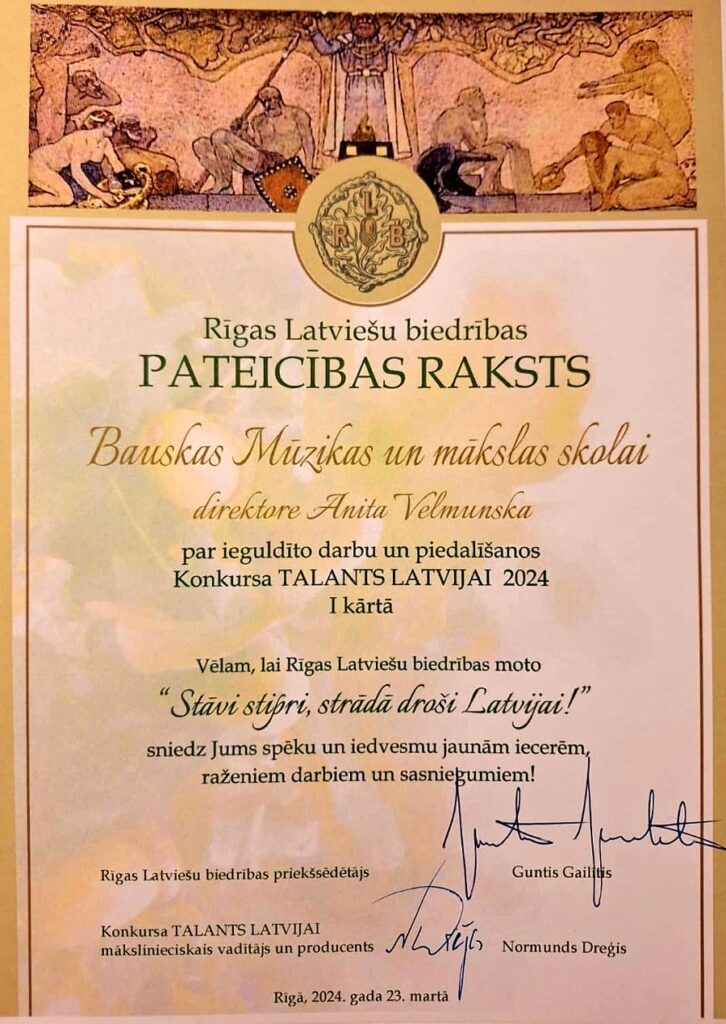 R L B
Rīgas Latviešu biedrības
PATEICĪBAS RAKSTS
Bauskas Mūzikas un mākslas skolai
direktore Anita Velmunska
par ieguldīto darbu un piedalīšanos
Konkursa TALANTS LATVIJAI 2024
I kārtā
Vēlam, lai Rīgas Latviešu biedrības moto
"Stāvi stipri, strādā droši Latvijai!"
sniedz Jums spēku un iedvesmu jaunām iecerēm,
raženiem darbiem un sasniegumiem!
Rīgas Latviešu biedrības priekšsēdētājs Guntis Gailītis
Konkursa TALANTS LATVIJAI
mākslinieciskais vadītājs un producents Normunds Dreģis
Rīgā, 2024. gada 23. martā